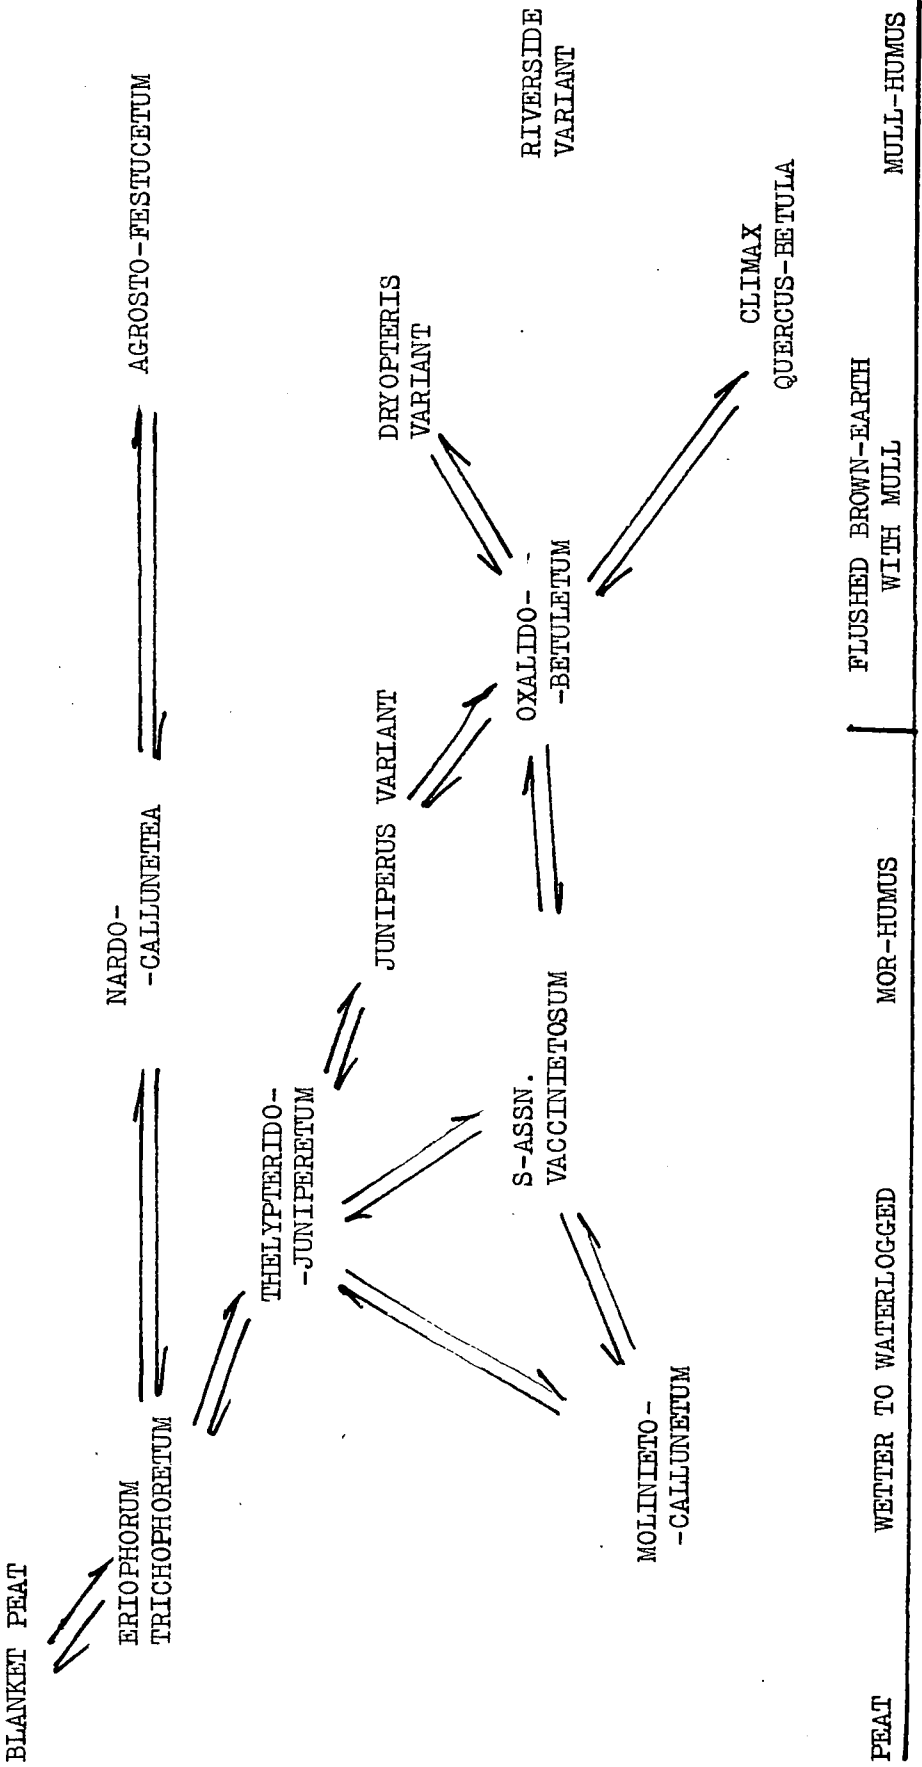 BLANKET PEAT
ERIOPHORUM
TRICHOPHORETUM
NARDO-
-CALLUNETEA
AGROSTO-FESTUCETUM
THELYPTERIDO-
-JUNIPERETUM
JUNIPERUS VARIANT
DRYOPTERIS
VARIANT
S-ASSN.
VACCINIETOSUM
OXALIDO-
-BETULETUM
RIVERSIDE
VARIANT
MOLINIETO-
-CALLUNETUM
CLIMAX
QUERCUS-BETULA
PEAT
WETTER TO WATERLOGGED
MOR-HUMUS
FLUSHED BROWN-EARTH
WITH MULL
MULL-HUMUS